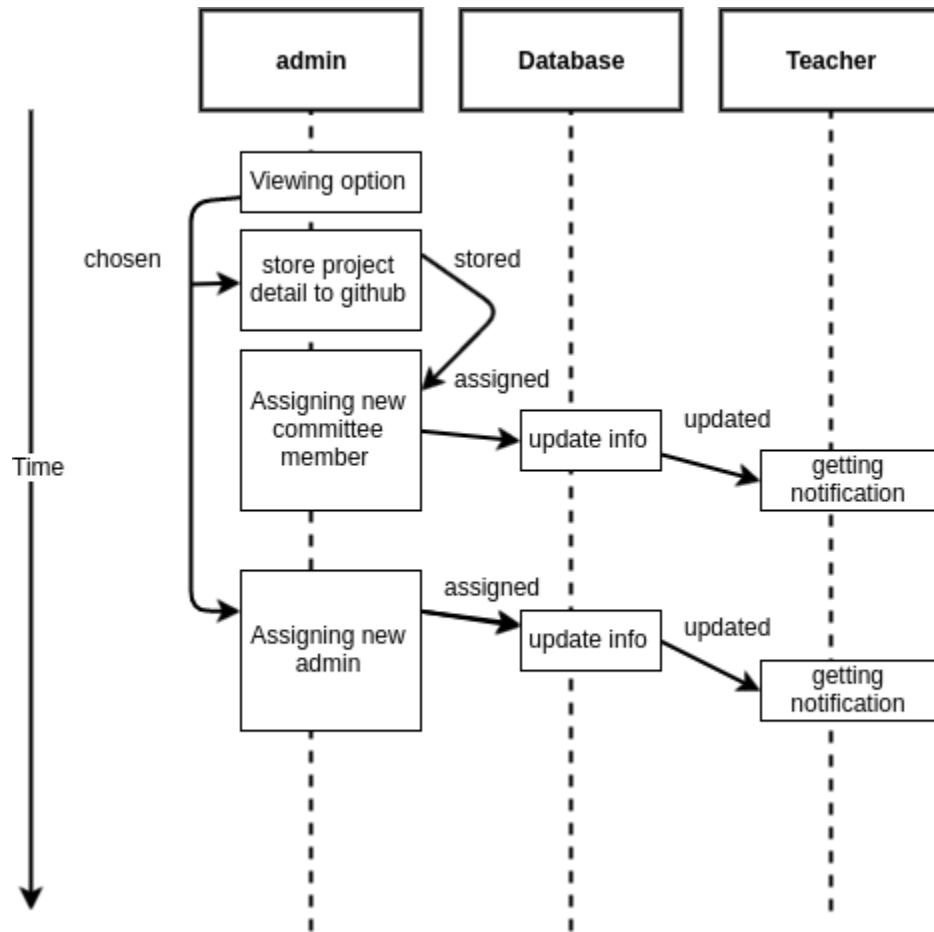 admin
Database
Teacher
Viewing option
chosen
store project
detail to github
stored
Assigning new
committee
member
assigned
update info
updated
getting
notification
Time
Assigning new
admin
assigned
update info
updated
getting
notification